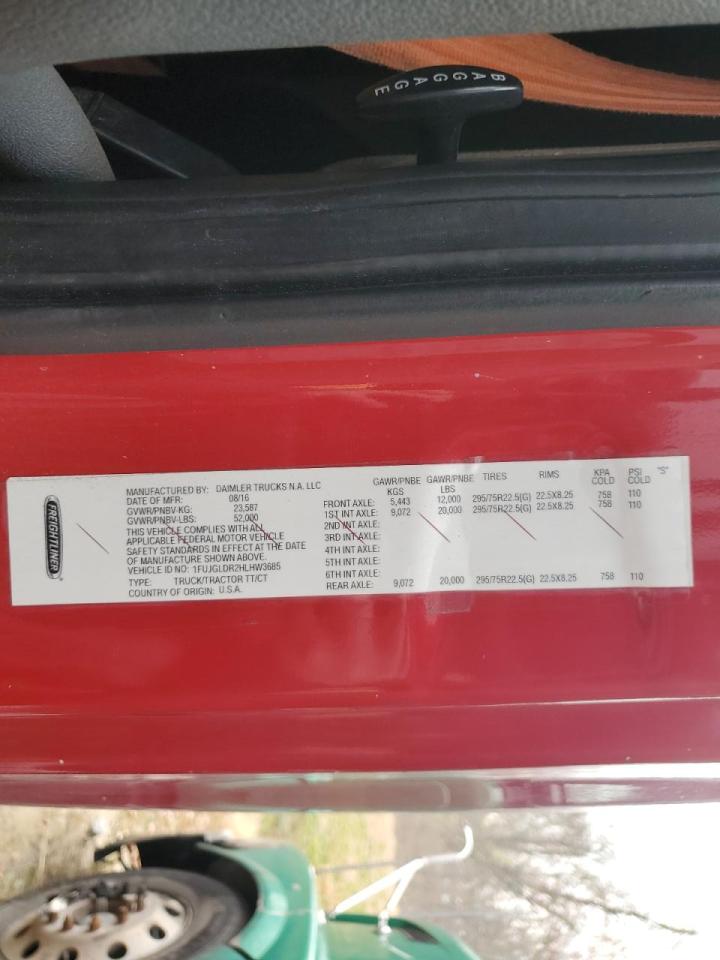 BAGGAGE
FREIGHTLINER
MANUFACTURED BY: DAIMLER TRUCKS N.A. LLC
DATE OF MFR: 08/16
GVWR/PNBV-KG: 23,587
GVWR/PNBV-LBS: 52,000
THIS VEHICLE COMPLIES WITH ALL
APPLICABLE FEDERAL MOTOR VEHICLE
SAFETY STANDARDS IN EFFECT AT THE DATE
OF MANUFACTURE SHOWN ABOVE.
VEHICLE ID NO: 1FUJGLDR2HLHW3685
TYPE: TRUCK/TRACTOR TT/CT
COUNTRY OF ORIGIN: U.S.A.
GAWR/PNBE GAWR/PNBE TIRES RIMS KPA PSI "S"
KGS LBS COLD COLD
FRONT AXLE: 5,443 12,000 295/75R22.5(G) 22.5X8.25 758 110
1ST INT AXLE: 9,072 20,000 295/75R22.5(G) 22.5X8.25 758 110
2ND INT AXLE:
3RD INT AXLE:
4TH INT AXLE:
5TH INT AXLE:
6TH INT AXLE:
REAR AXLE: 9,072 20,000 295/75R22.5(G) 22.5X8.25 758 110